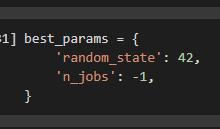 31] best_params = {
'random_state': 42,
'n_jobs': -1,
}